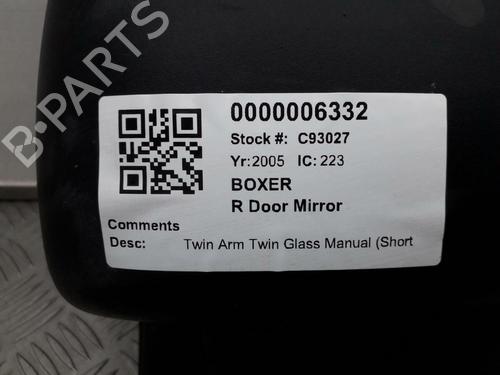 B-PARTS
0000006332
Stock #: C93027
Yr:2005 IC:223
BOXER
R Door Mirror
Comments
Desc: Twin Arm Twin Glass Manual (Short